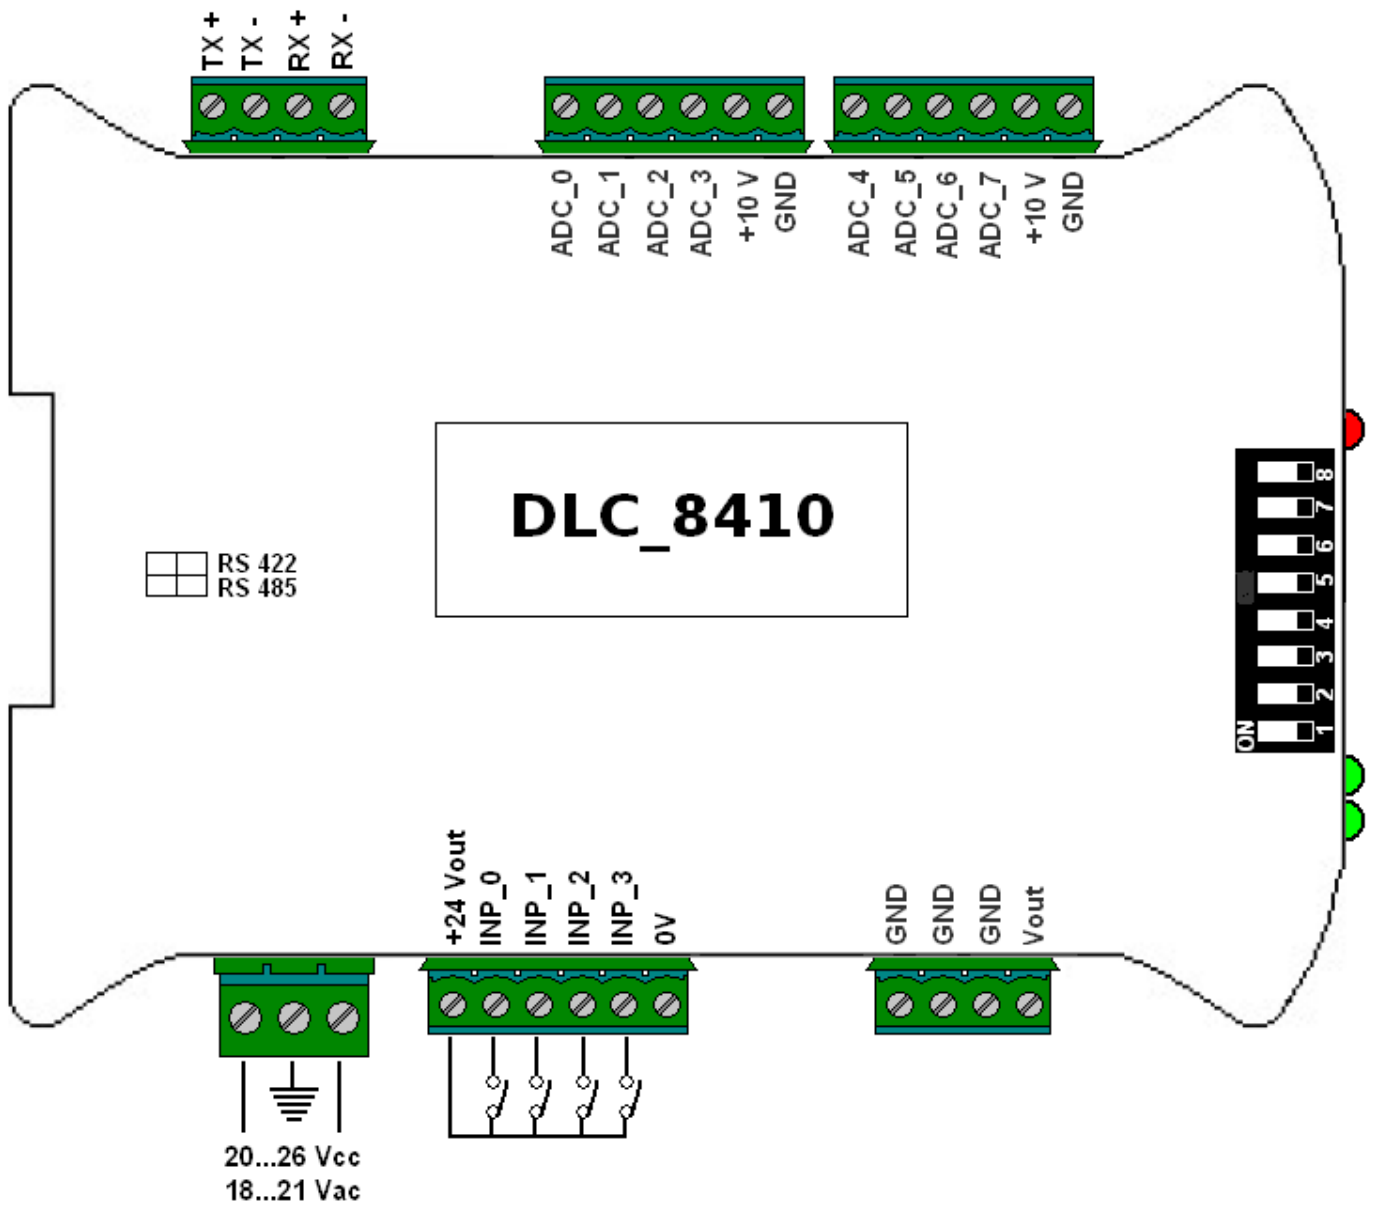 TX +
TX -
RX +
RX -
ADC_0
ADC_1
ADC_2
ADC_3
+10 V
GND
ADC_4
ADC_5
ADC_6
ADC_7
+10 V
GND
DLC_8410
RS 422
RS 485
8
7
6
5
4
3
2
1
ON
+24 Vout
INP_0
INP_1
INP_2
INP_3
0V
GND
GND
GND
Vout
20...26 Vcc
18...21 Vac